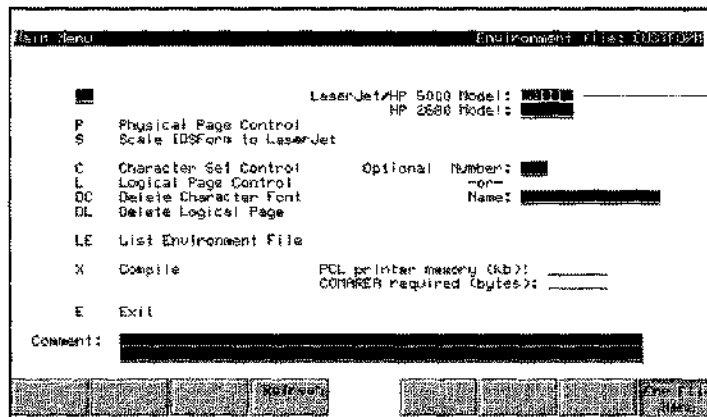 Main Menu Environment File: CUSTFORM
LaserJet/HP 5000 Model:
HP 2680 Model:
P Physical Page Control
S Scale IDSForm to LaserJet
C Character Set Control Optional Number:
L Logical Page Control -or-
DC Delete Character Font Name:
DL Delete Logical Page
LE List Environment File
X Compile PCL printer memory (Kb):
COMAREA required (bytes):
E Exit
Comment:
Refresh